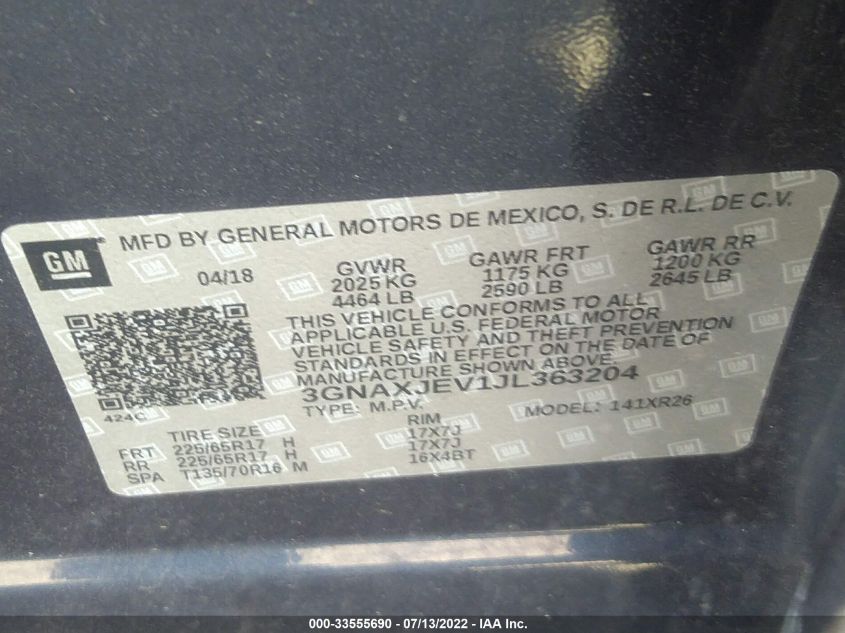 GM
MFD BY GENERAL MOTORS DE MEXICO, S. DE R.L. DE C.V.
04/18 GVWR GAWR FRT GAWR RR
2025 KG 1175 KG 1200 KG
4464 LB 2590 LB 2645 LB
THIS VEHICLE CONFORMS TO ALL
APPLICABLE U.S. FEDERAL MOTOR
VEHICLE SAFETY AND THEFT PREVENTION
STANDARDS IN EFFECT ON THE DATE OF
MANUFACTURE SHOWN ABOVE.
424C
3GNAXJEV1JL363204
TYPE: M.P.V. MODEL: 141XR26
TIRE SIZE RIM
FRT 225/65R17 H 17X7J
RR 225/65R17 H 17X7J
SPA T135/70R16 M 16X4BT
000-33555690 - 07/13/2022 - IAA Inc.